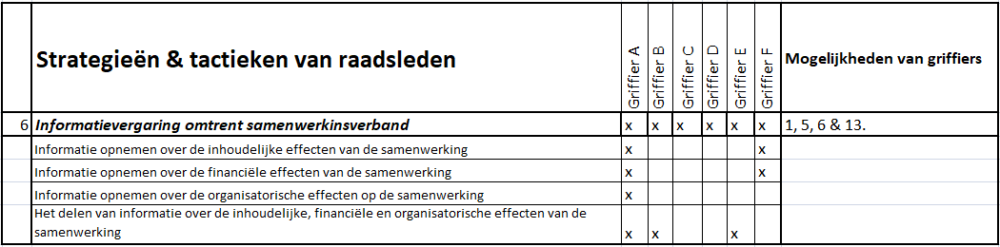 Strategieën & tactieken van raadsleden
Griffier A
Griffier B
Griffier C
Griffier D
Griffier E
Griffier F
Mogelijkheden van griffiers
6 Informatievergaring omtrent samenwerkinsverband x x x x x x 1, 5, 6 & 13.
Informatie opnemen over de inhoudelijke effecten van de samenwerking x x
Informatie opnemen over de financiële effecten van de samenwerking x x
Informatie opnemen over de organisatorische effecten op de samenwerking x
Het delen van informatie over de inhoudelijke, financiële en organisatorische effecten van de
samenwerking x x x